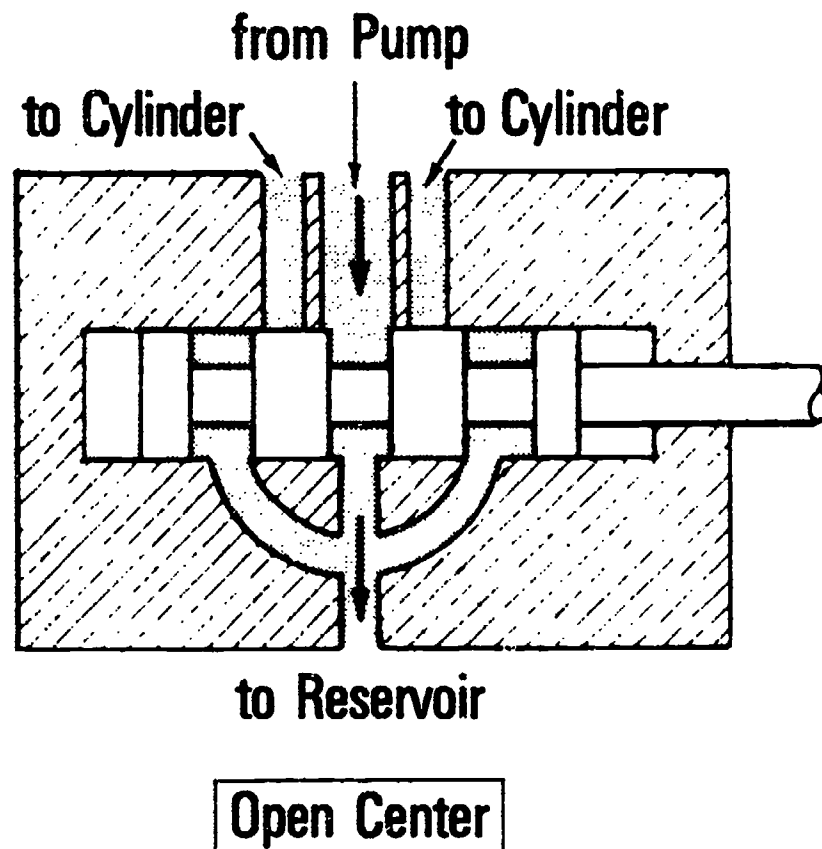 from Pump
to Cylinder
to Cylinder
to Reservoir
Open Center